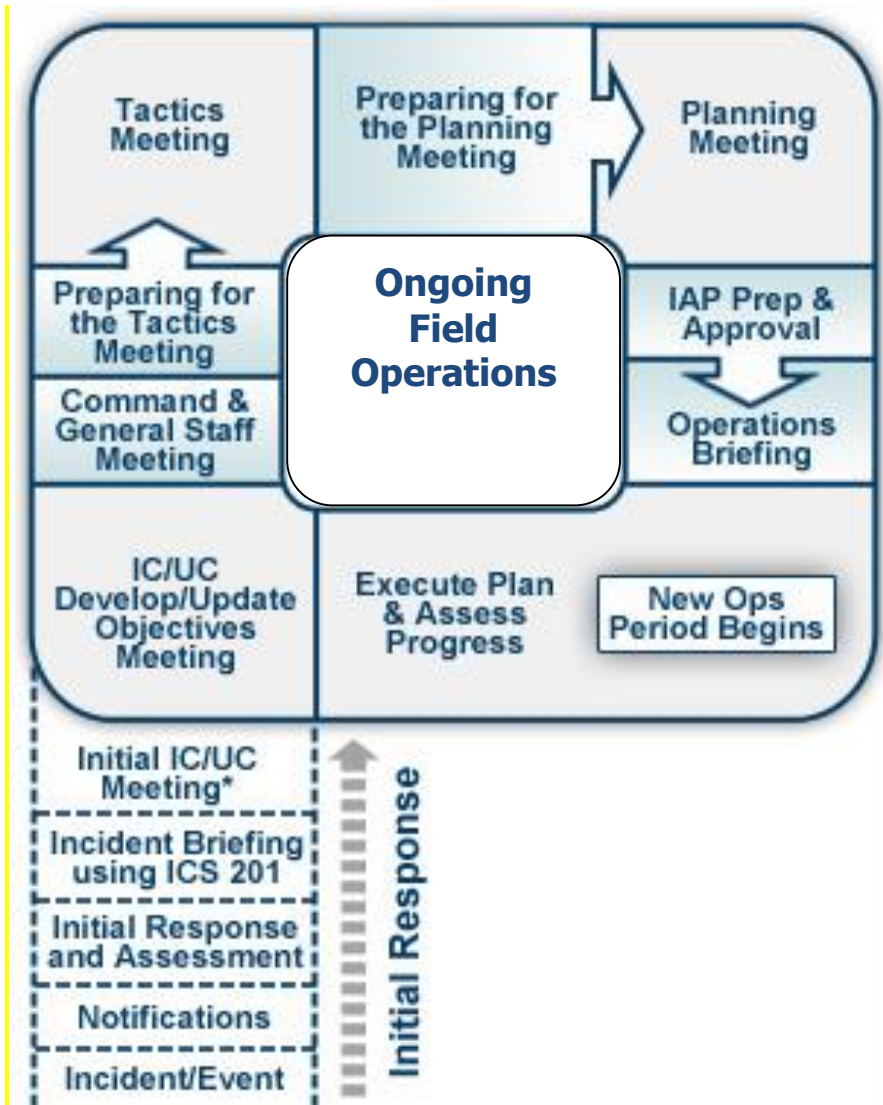 Tactics
Meeting
Preparing for
the Planning
Meeting
Planning
Meeting
Preparing for
the Tactics
Meeting
Ongoing
Field
Operations
IAP Prep &
Approval
Command &
General Staff
Meeting
Operations
Briefing
IC/UC
Develop/Update
Objectives
Meeting
Execute Plan
& Assess
Progress
New Ops
Period Begins
Initial IC/UC
Meeting*
Incident Briefing
using ICS 201
Initial Response
and Assessment
Notifications
Incident/Event
Initial Response